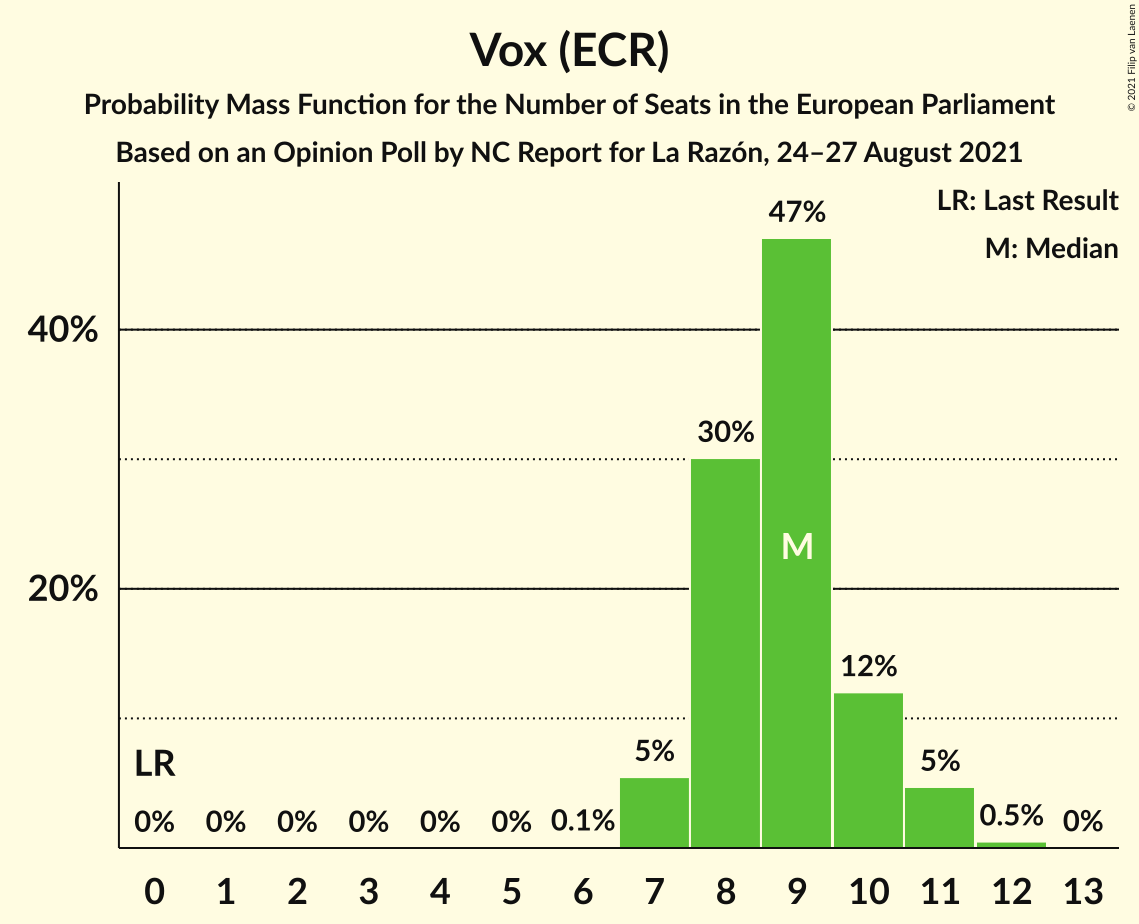 Vox (ECR)
Probability Mass Function for the Number of Seats in the European Parliament
Based on an Opinion Poll by NC Report for La Razón, 24–27 August 2021
© 2021 Filip van Laenen
LR: Last Result
M: Median
47%
40%
30%
M
20%
12%
LR
5%
5%
0%
0%
0%
0%
0%
0%
0.1%
0.5%
0%
0 1 2 3 4 5 6 7 8 9 10 11 12 13